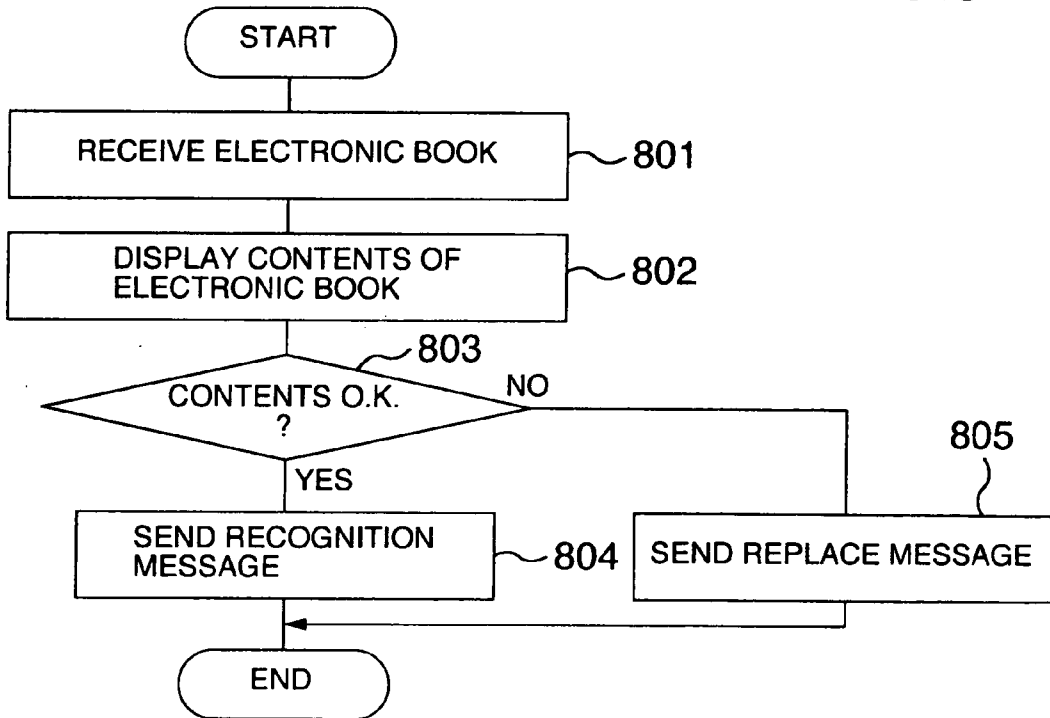 START
RECEIVE ELECTRONIC BOOK
801
DISPLAY CONTENTS OF
ELECTRONIC BOOK
802
803
CONTENTS O.K.
?
NO
YES
805
SEND RECOGNITION
MESSAGE
804
SEND REPLACE MESSAGE
END